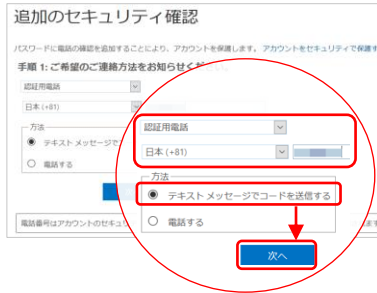 追加のセキュリティ確認
パスワードに電話の確認を追加することにより、アカウントを保護します。 アカウントをセキュリティで保護す
手順 1: ご希望のご連絡方法をお知らせくだ
認証用電話
日本 (+81)
方法
テキスト メッセージで
電話する
電話番号はアカウントのセキュリ
認証用電話
日本 (+81)
方法
テキスト メッセージでコードを送信する
電話する
次へ